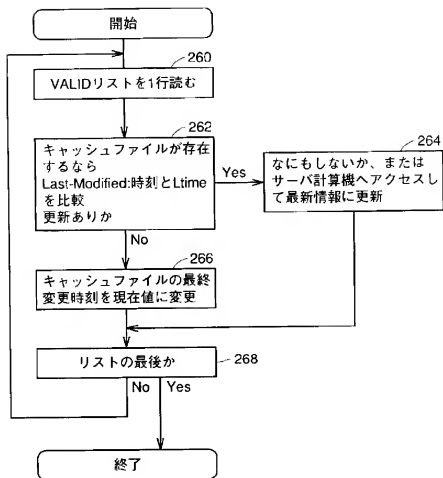 開始
260
VALIDリストを1行読む
262
キャッシュファイルが存在
するなら
Last-Modified:時刻とLtime
を比較
更新ありか
Yes
264
なにもしないか、または
サーバ計算機へアクセスし
て最新情報に更新
No
266
キャッシュファイルの最終
変更時刻を現在値に変更
リストの最後か
268
No Yes
終了